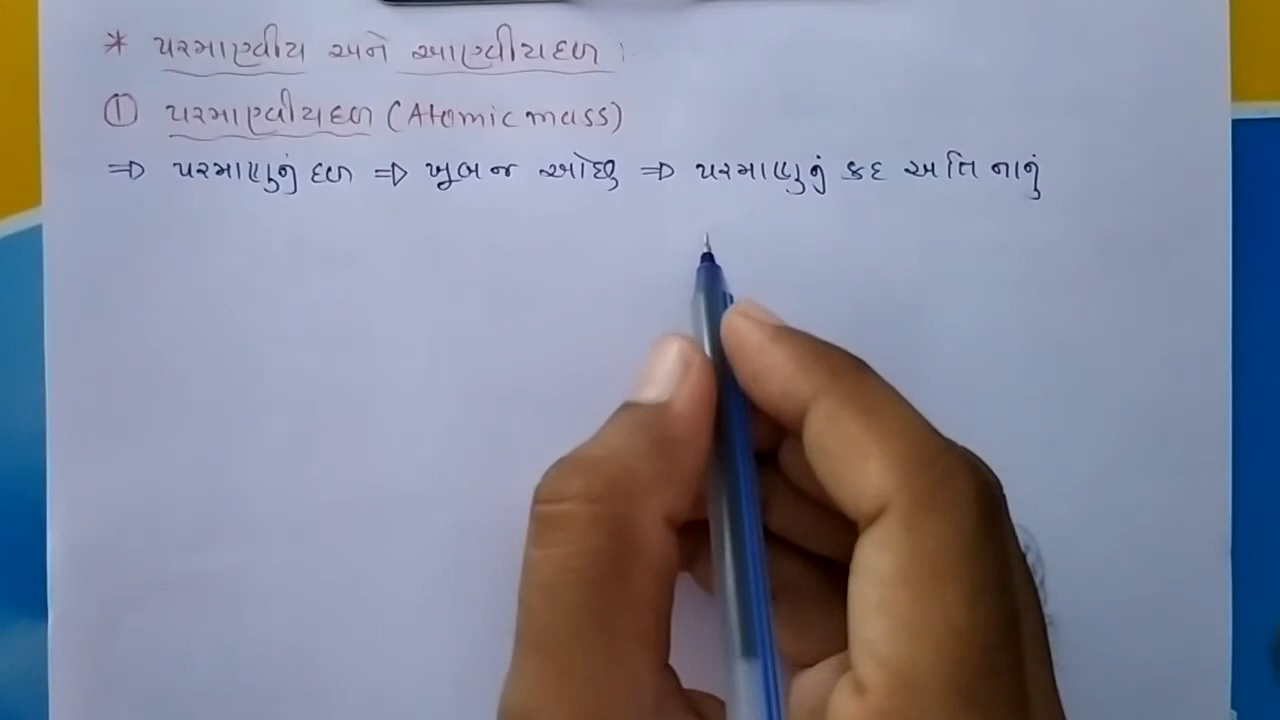 * પરમાણ્વીય અને આણ્વીયદળ :
① પરમાણ્વીયદળ (Atomic mass)
⇒ પરમાણુનું દળ ⇒ ખૂબ જ ઓછુ ⇒ પરમાણુનું કદ અતિ નાનું